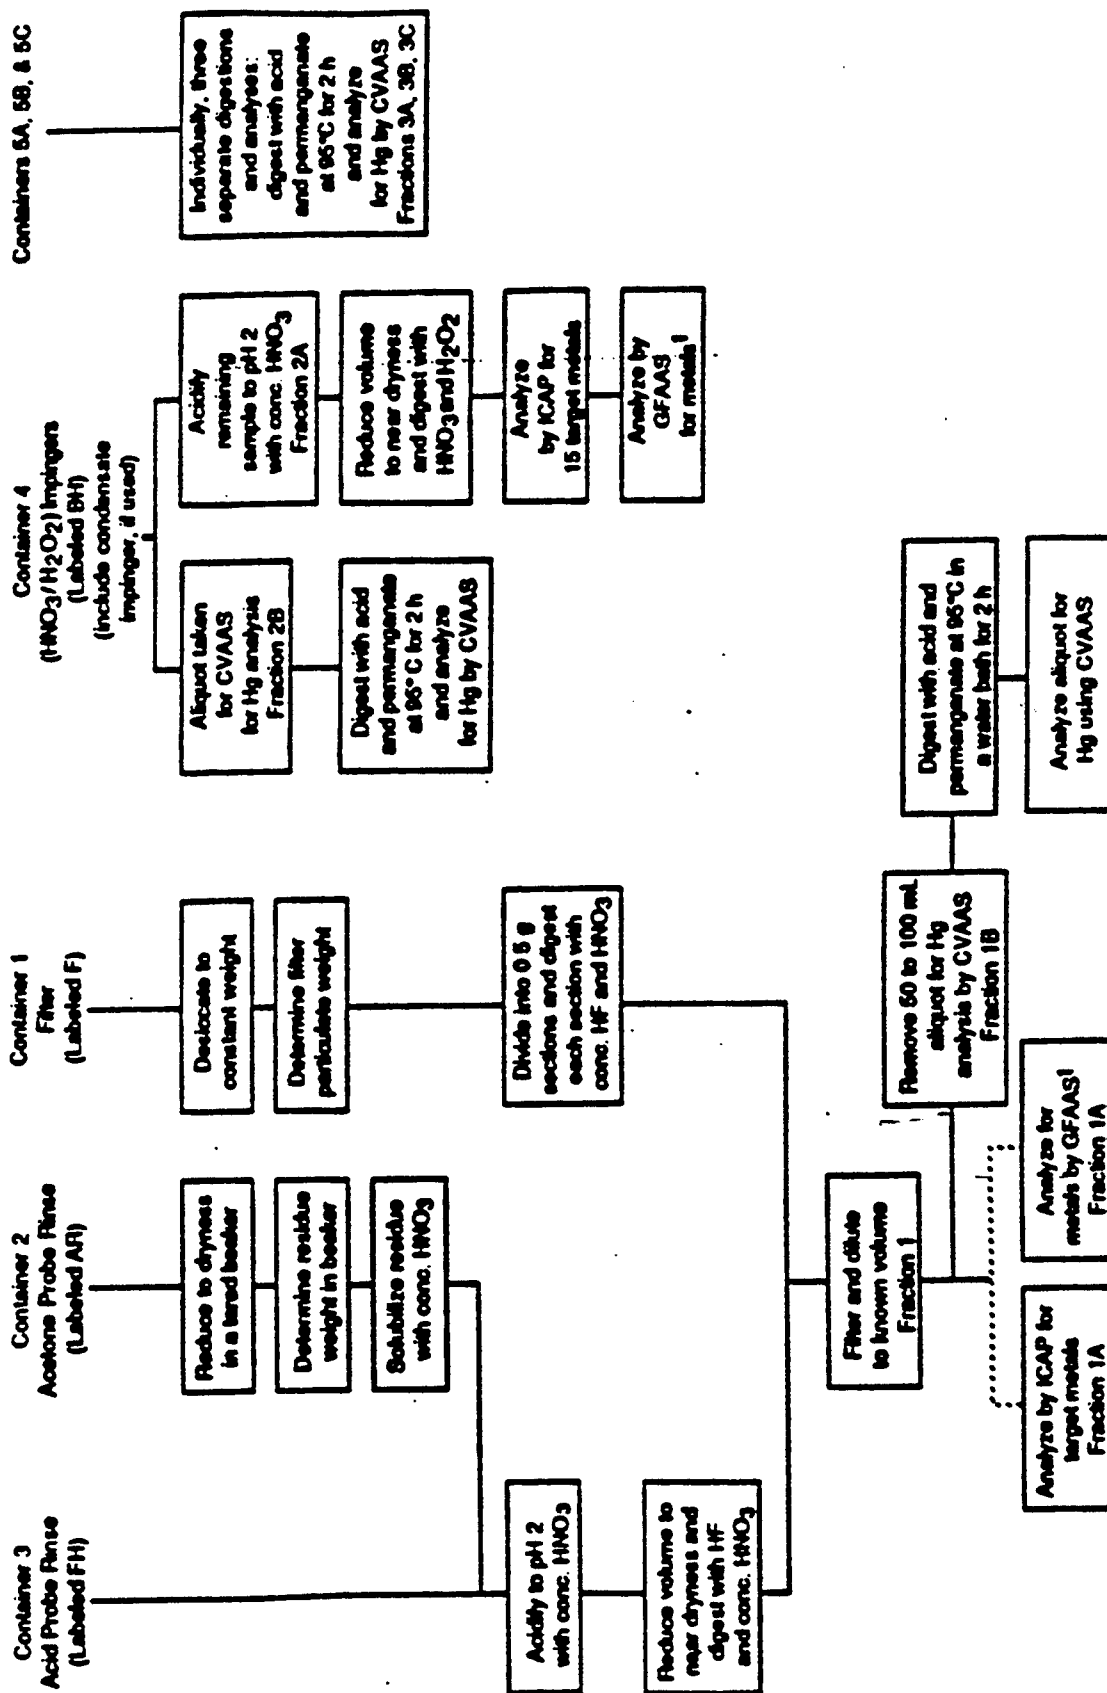 Container 3
Acid Probe Rinse
(Labeled FH)
Acidify to pH 2
with conc. HNO3
Reduce volume to
near dryness and
digest with HF
and conc. HNO3
Container 2
Acetone Probe Rinse
(Labeled AR)
Reduce to dryness
in a tared beaker
Determine residue
weight in beaker
Solubilize residue
with conc. HNO3
Container 1
Filter
(Labeled F)
Desiccate to
constant weight
Determine filter
particulate weight
Divide into 0 5 g
sections and digest
each section with
conc. HF and HNO3
Filter and dilute
to known volume
Fraction 1
Analyze by ICAP for
target metals
Fraction 1A
Analyze for
metals by GFAAS1
Fraction 1A
Remove 50 to 100 mL
aliquot for Hg
analysis by CVAAS
Fraction 1B
Digest with acid and
permanganate at 95°C in
a water bath for 2 h
Analyze aliquot for
Hg using CVAAS
Container 4
(HNO3/H2O2) Impingers
(Labeled BH)
(include condensate
impinger, if used)
Aliquot taken
for CVAAS
for Hg analysis
Fraction 2B
Digest with acid
and permanganate
at 95°C for 2 h
and analyze
for Hg by CVAAS
Acidify
remaining
sample to pH 2
with conc. HNO3
Fraction 2A
Reduce volume
to near dryness
and digest with
HNO3 and H2O2
Analyze
by ICAP for
15 target metals
Analyze by
GFAAS
for metals1
Containers 5A, 5B, & 5C
Individually, three
separate digestions
and analyses:
digest with acid
and permanganate
at 95°C for 2 h
and analyze
for Hg by CVAAS
Fractions 3A, 3B, 3C